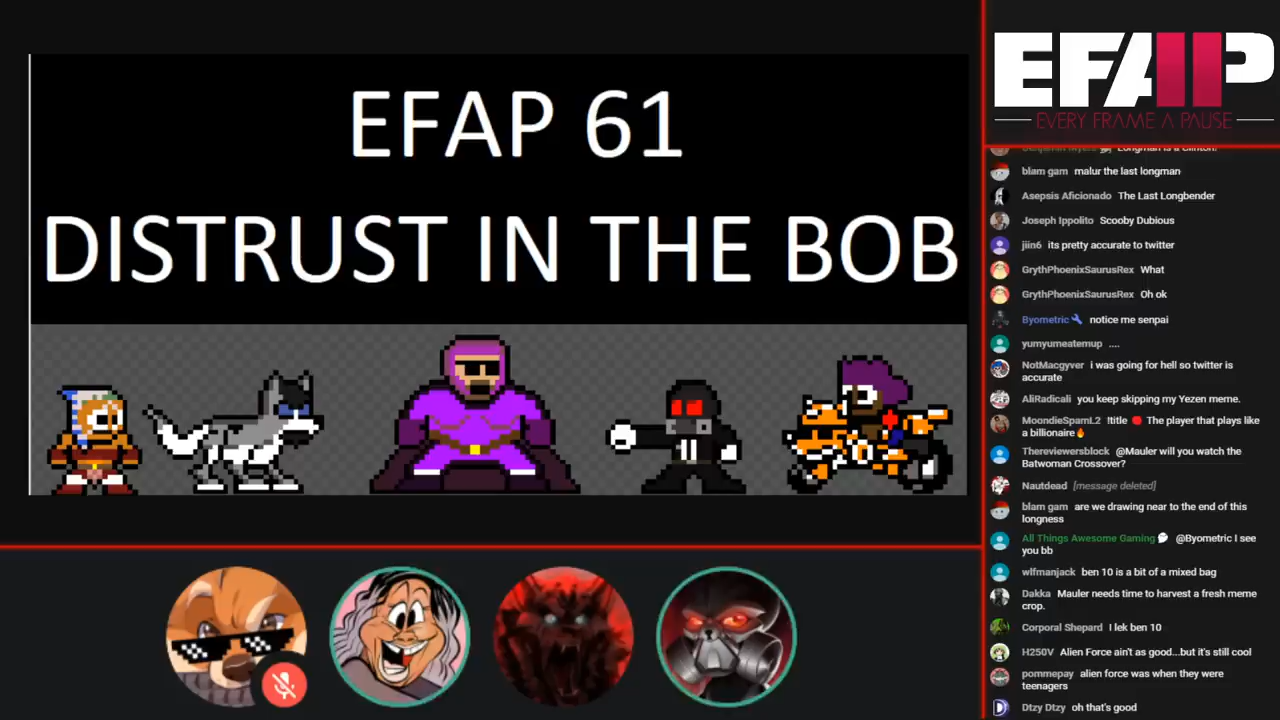 EFAP 61
DISTRUST IN THE BOB
EFAP
EVERY FRAME A PAUSE
Longman is a Clinton!
blam gam malur the last longman
Asepsis Aficionado The Last Longbender
Joseph Ippolito Scooby Dubious
jiin6 its pretty accurate to twitter
GrythPhoenixSaurusRex What
GrythPhoenixSaurusRex Oh ok
Byometric notice me senpai
yumyumeatemup ....
NotMacgyver i was going for hell so twitter is
accurate
AliRadicali you keep skipping my Yezen meme.
MoondieSpamL2 !title 🔴 The player that plays like
a billionaire🔥
Thereviewersblock @Mauler will you watch the
Batwoman Crossover?
Nautdead [message deleted]
blam gam are we drawing near to the end of this
longness
All Things Awesome Gaming @Byometric I see
you bb
wlfmanjack ben 10 is a bit of a mixed bag
Dakka Mauler needs time to harvest a fresh meme
crop.
Corporal Shepard I lek ben 10
H250V Alien Force ain't as good...but it's still cool
pommepay alien force was when they were
teenagers
Dtzy Dtzy oh that's good